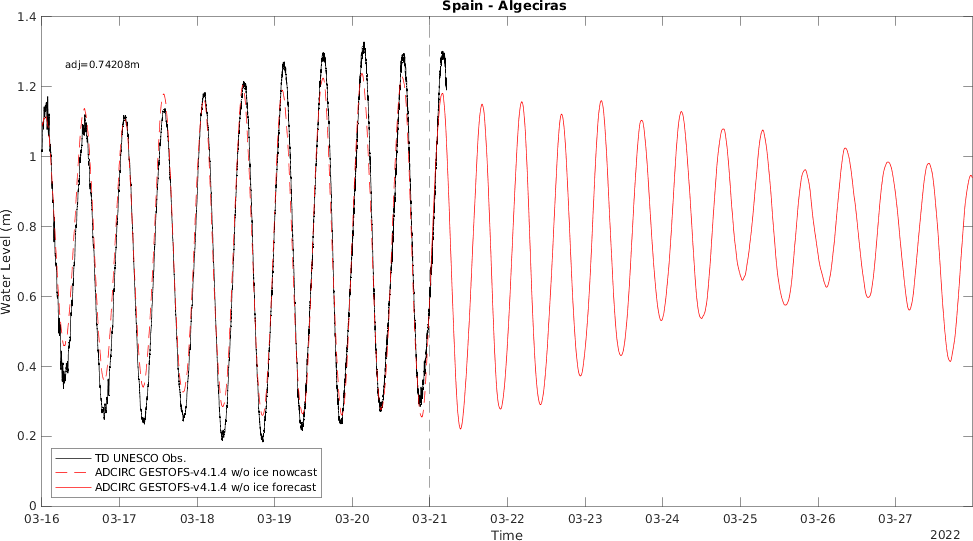 Spain - Algeciras
1.4
adj=0.74208m
1.2
1
0.8
0.6
0.4
0.2
0
Water Level (m)
TD UNESCO Obs.
ADCIRC GESTOFS-v4.1.4 w/o ice nowcast
ADCIRC GESTOFS-v4.1.4 w/o ice forecast
03-16 03-17 03-18 03-19 03-20 03-21 03-22 03-23 03-24 03-25 03-26 03-27
Time
2022